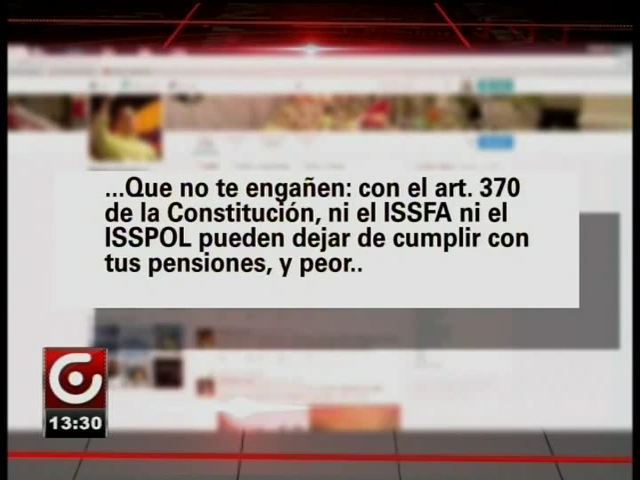 ...Que no te engañen: con el art. 370
de la Constitución, ni el ISSFA ni el
ISSPOL pueden dejar de cumplir con
tus pensiones, y peor..
13:30